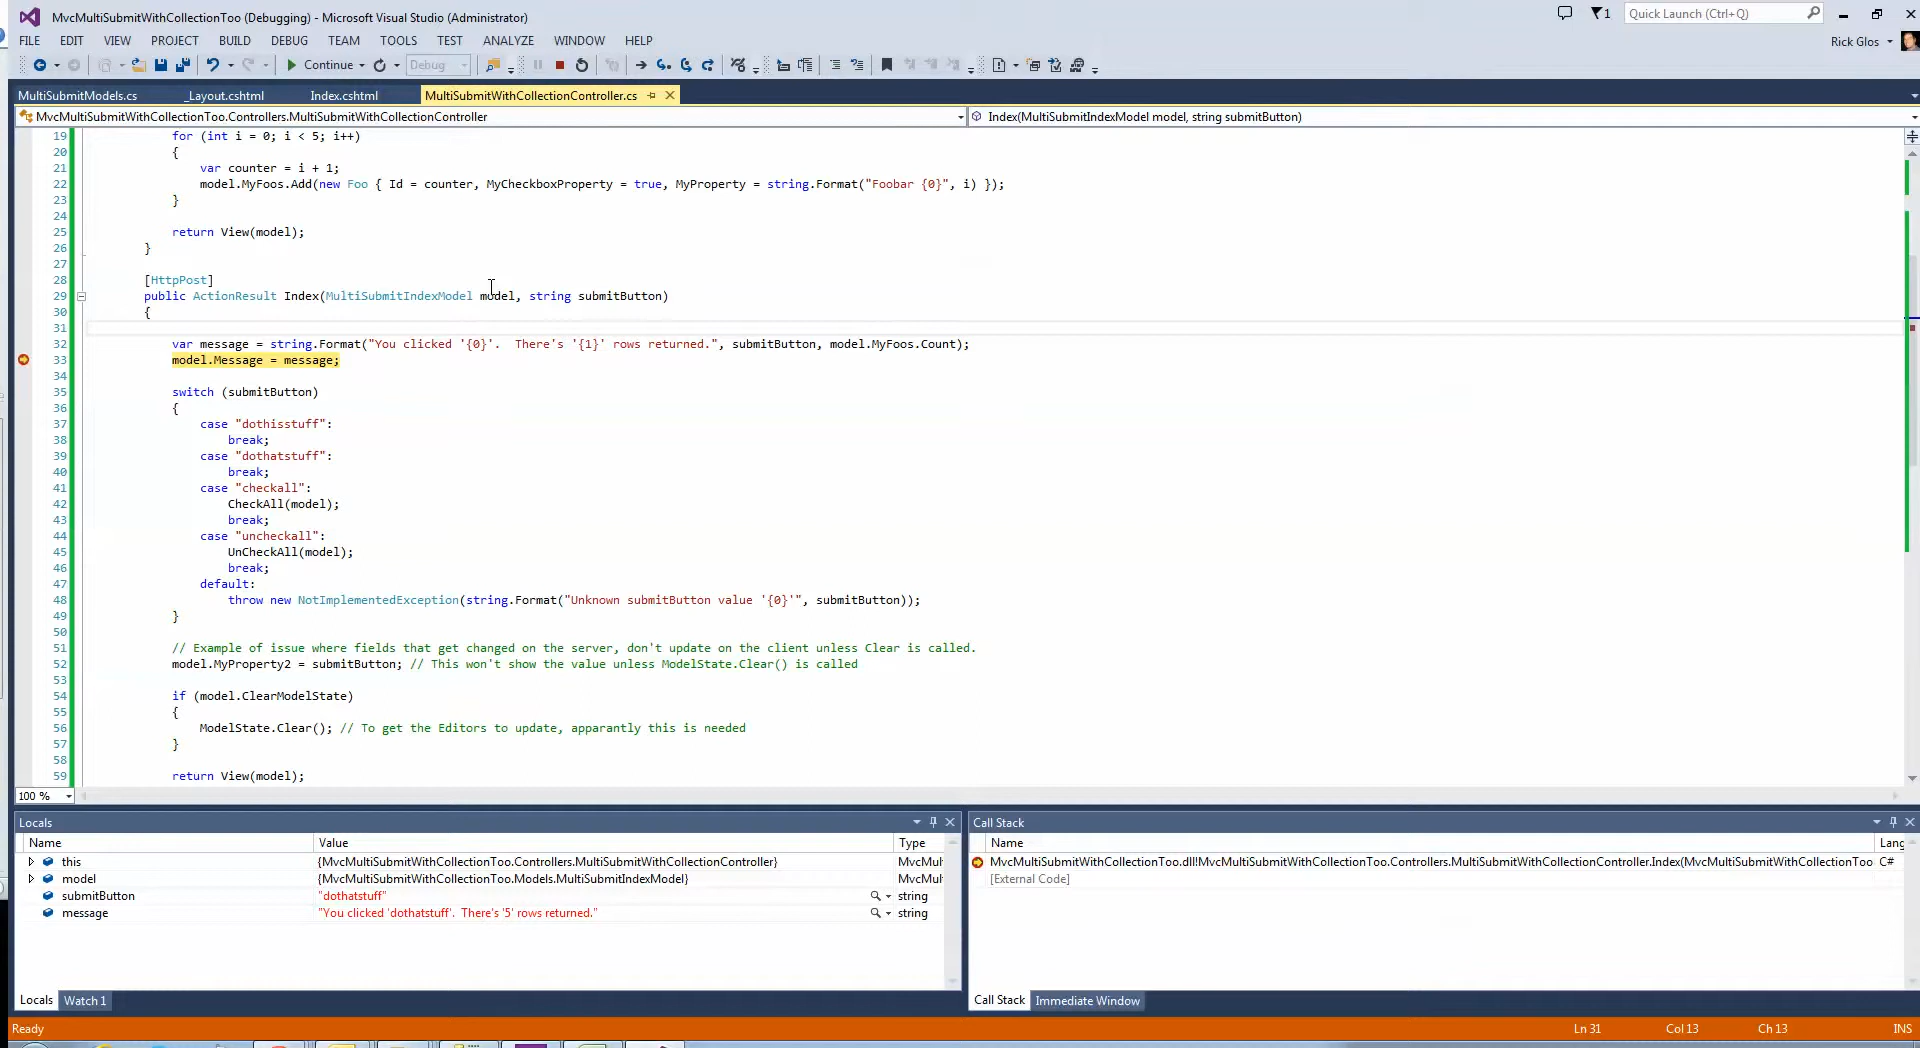 MvcMultiSubmitWithCollectionToo (Debugging) - Microsoft Visual Studio (Administrator)
1
Quick Launch (Ctrl+Q)
FILE EDIT VIEW PROJECT BUILD DEBUG TEAM TOOLS TEST ANALYZE WINDOW HELP
Rick Glos
Continue
Debug
MultiSubmitModels.cs _Layout.cshtml Index.cshtml MultiSubmitWithCollectionController.cs
MvcMultiSubmitWithCollectionToo.Controllers.MultiSubmitWithCollectionController
Index(MultiSubmitIndexModel model, string submitButton)
19 for (int i = 0; i < 5; i++)
20 {
21 var counter = i + 1;
22 model.MyFoos.Add(new Foo { Id = counter, MyCheckboxProperty = true, MyProperty = string.Format("Foobar {0}", i) });
23 }
24
25 return View(model);
26 }
27
28 [HttpPost]
29 public ActionResult Index(MultiSubmitIndexModel model, string submitButton)
30 {
31
32 var message = string.Format("You clicked '{0}'.  There's '{1}' rows returned.", submitButton, model.MyFoos.Count);
33 model.Message = message;
34
35 switch (submitButton)
36 {
37 case "dothisstuff":
38 break;
39 case "dothatstuff":
40 break;
41 case "checkall":
42 CheckAll(model);
43 break;
44 case "uncheckall":
45 UnCheckAll(model);
46 break;
47 default:
48 throw new NotImplementedException(string.Format("Unknown submitButton value '{0}'", submitButton));
49 }
50
51 // Example of issue where fields that get changed on the server, don't update on the client unless Clear is called.
52 model.MyProperty2 = submitButton; // This won't show the value unless ModelState.Clear() is called
53
54 if (model.ClearModelState)
55 {
56 ModelState.Clear(); // To get the Editors to update, apparantly this is needed
57 }
58
59 return View(model);
100 %
Locals
Name Value Type
this {MvcMultiSubmitWithCollectionToo.Controllers.MultiSubmitWithCollectionController} MvcMul
model {MvcMultiSubmitWithCollectionToo.Models.MultiSubmitIndexModel} MvcMul
submitButton "dothatstuff" string
message "You clicked 'dothatstuff'.  There's '5' rows returned." string
Locals Watch 1
Call Stack
Name Lang
MvcMultiSubmitWithCollectionToo.dll!MvcMultiSubmitWithCollectionToo.Controllers.MultiSubmitWithCollectionController.Index(MvcMultiSubmitWithCollectionToo C#
[External Code]
Call Stack Immediate Window
Ready Ln 31 Col 13 Ch 13 INS